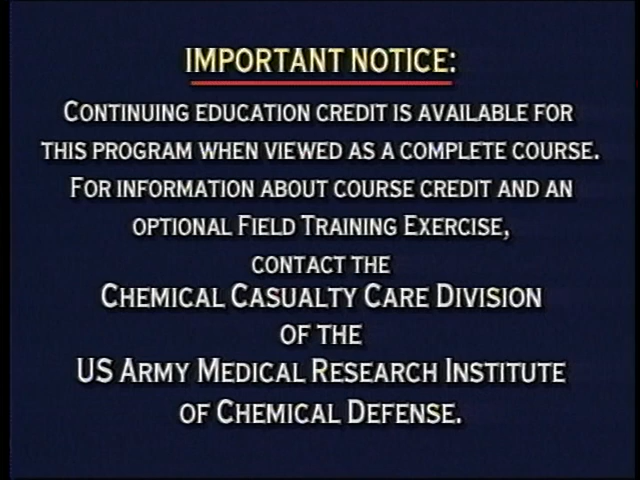 IMPORTANT NOTICE:
CONTINUING EDUCATION CREDIT IS AVAILABLE FOR
THIS PROGRAM WHEN VIEWED AS A COMPLETE COURSE.
FOR INFORMATION ABOUT COURSE CREDIT AND AN
OPTIONAL FIELD TRAINING EXERCISE,
CONTACT THE
CHEMICAL CASUALTY CARE DIVISION
OF THE
US ARMY MEDICAL RESEARCH INSTITUTE
OF CHEMICAL DEFENSE.